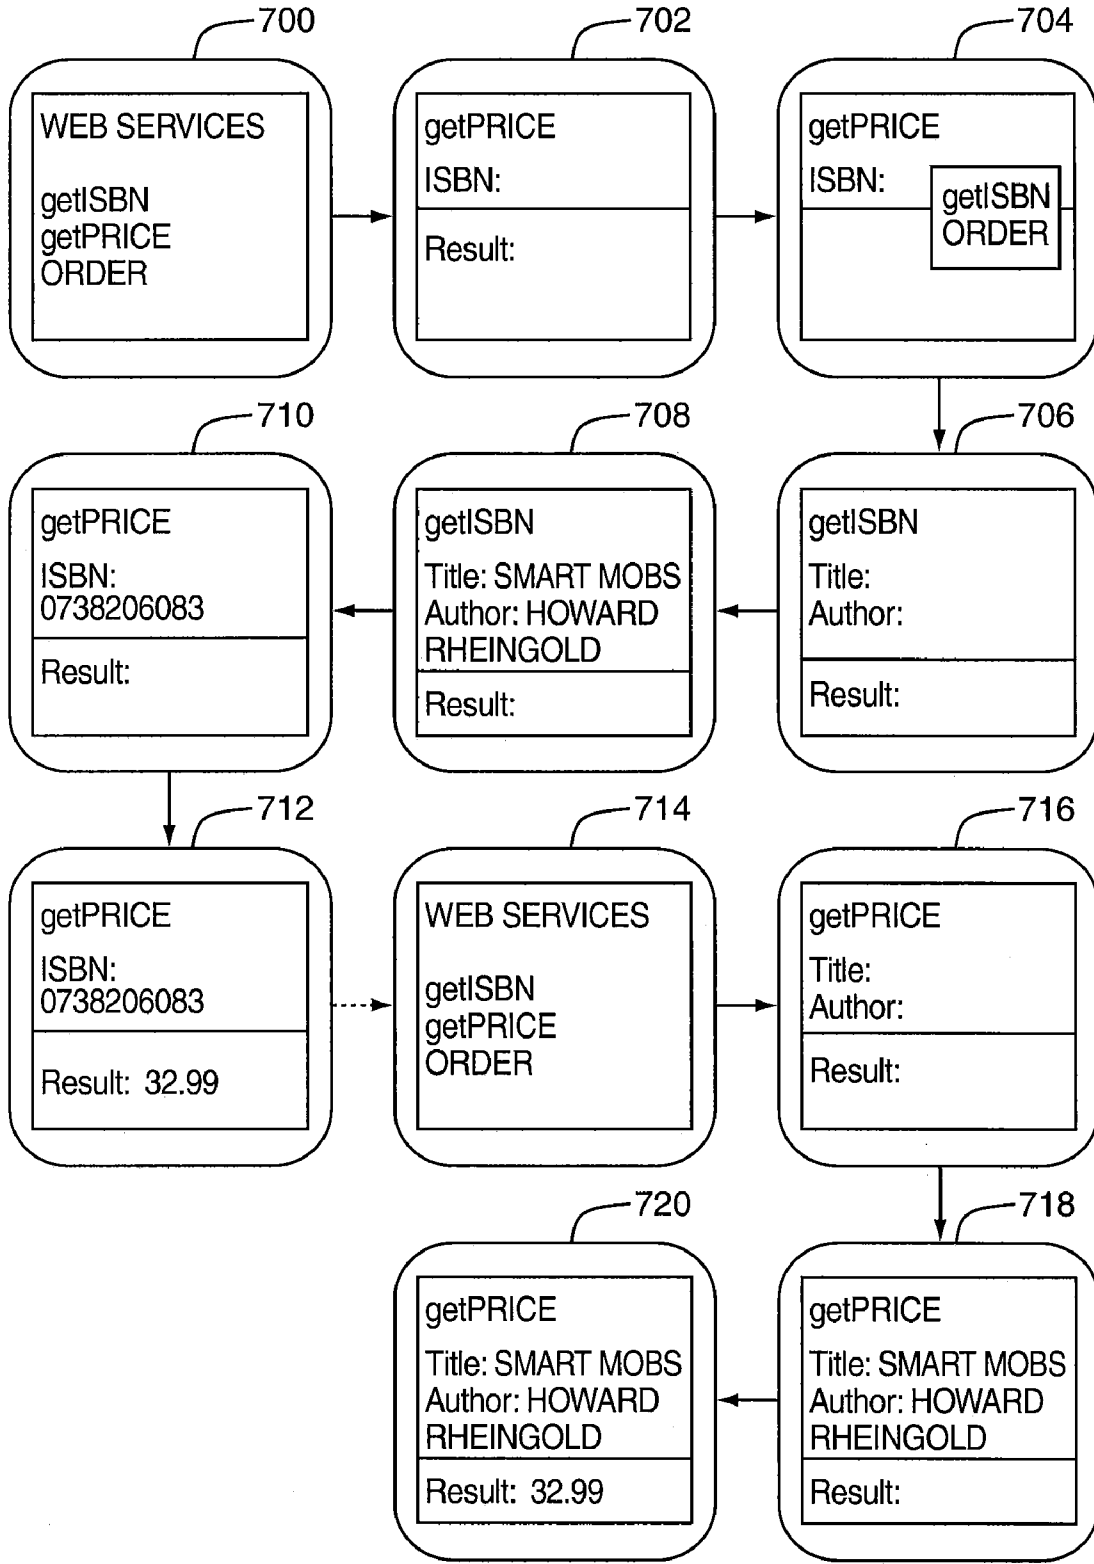 700
WEB SERVICES
getISBN
getPRICE
ORDER
702
getPRICE
ISBN:
Result:
704
getPRICE
ISBN:
getISBN
ORDER
706
getISBN
Title:
Author:
Result:
708
getISBN
Title: SMART MOBS
Author: HOWARD
RHEINGOLD
Result:
710
getPRICE
ISBN:
0738206083
Result:
712
getPRICE
ISBN:
0738206083
Result: 32.99
714
WEB SERVICES
getISBN
getPRICE
ORDER
716
getPRICE
Title:
Author:
Result:
718
getPRICE
Title: SMART MOBS
Author: HOWARD
RHEINGOLD
Result:
720
getPRICE
Title: SMART MOBS
Author: HOWARD
RHEINGOLD
Result: 32.99